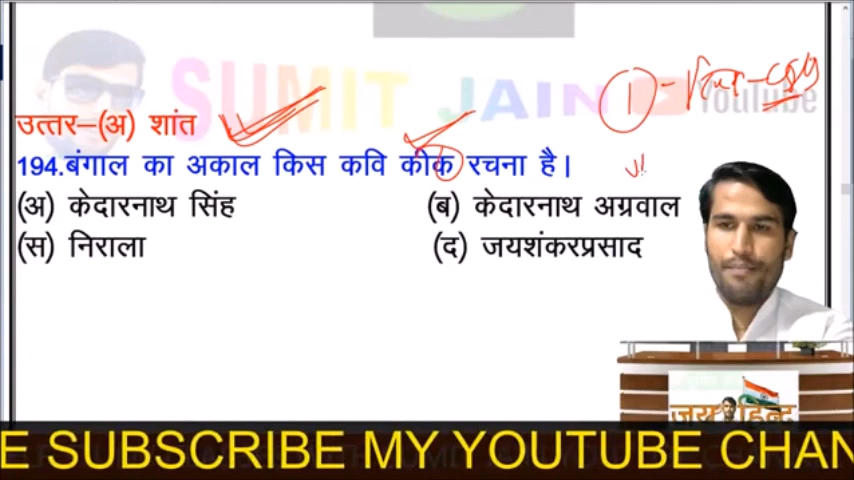 SUMIT JAIN YouTube
उत्तर–(अ) शांत
194.बंगाल का अकाल किस कवि कीक रचना है।
(अ) केदारनाथ सिंह (ब) केदारनाथ अग्रवाल
(स) निराला (द) जयशंकरप्रसाद
जय हिन्द
E SUBSCRIBE MY YOUTUBE CHAN